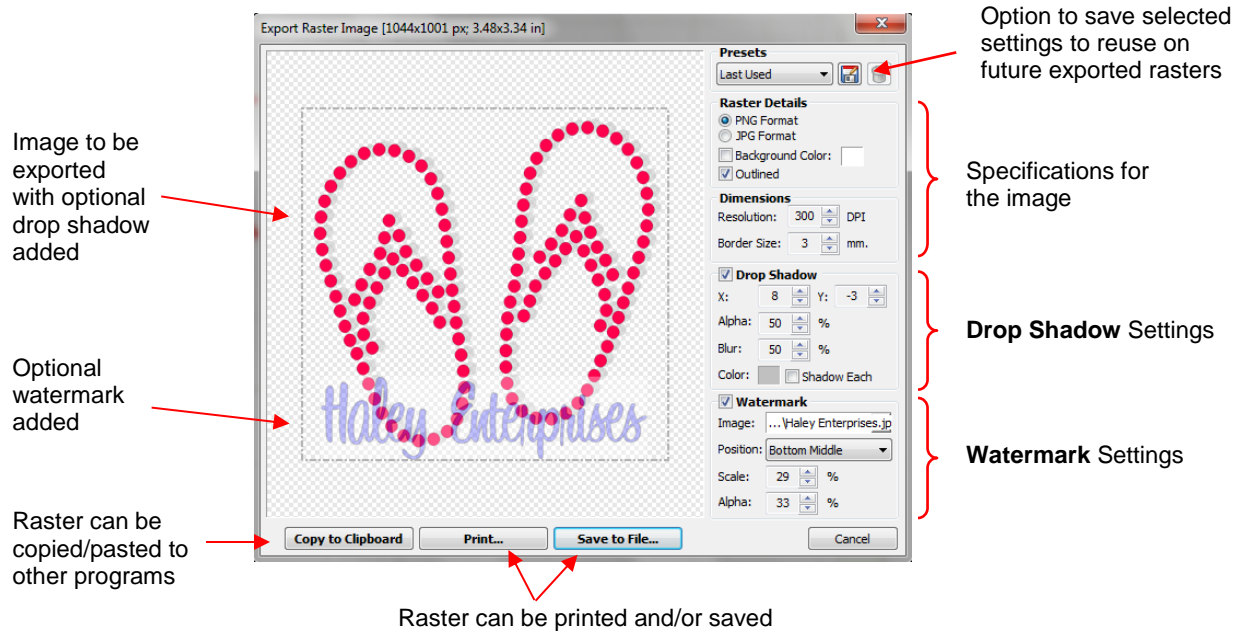 Option to save selected
settings to reuse on
future exported rasters
Export Raster Image [1044x1001 px; 3.48x3.34 in]
Presets
Last Used
Raster Details
PNG Format
JPG Format
Background Color:
Outlined
Dimensions
Resolution: 300 DPI
Border Size: 3 mm.
Drop Shadow
X: 8 Y: -3
Alpha: 50 %
Blur: 50 %
Color: Shadow Each
Watermark
Image: ...\Haley Enterprises.jp
Position: Bottom Middle
Scale: 29 %
Alpha: 33 %
Copy to Clipboard Print... Save to File... Cancel
Haley Enterprises
Image to be
exported
with optional
drop shadow
added
Optional
watermark
added
Raster can be
copied/pasted to
other programs
Specifications for
the image
Drop Shadow Settings
Watermark Settings
Raster can be printed and/or saved